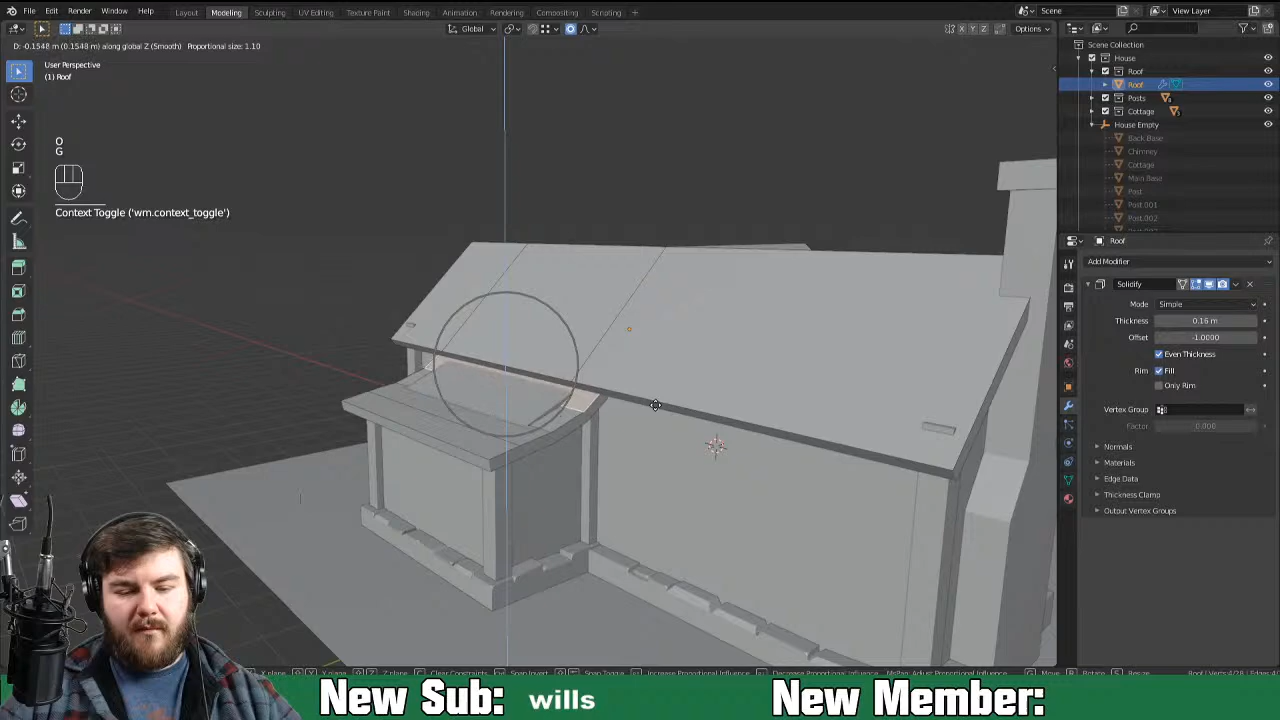 File Edit Render Window Help
Layout Modeling Sculpting UV Editing Texture Paint Shading Animation Rendering Compositing Scripting +
Scene View Layer
Global Options
D: -0.1548 m (0.1548 m) along global Z (Smooth) Proportional size: 1.10
X Y Z
User Perspective
(1) Roof
O
G
Context Toggle ('wm.context_toggle')
Scene Collection
House
Roof
Roof
Posts
Cottage
House Empty
Back Base
Chimney
Cottage
Main Base
Post
Post.001
Post.002
Roof
Add Modifier
Solidify
Mode Simple
Thickness 0.16 m
Offset -1.0000
Even Thickness
Rim Fill
Only Rim
Vertex Group
Factor 0.000
Normals
Materials
Edge Data
Thickness Clamp
Output Vertex Groups
New Sub: wills
New Member: